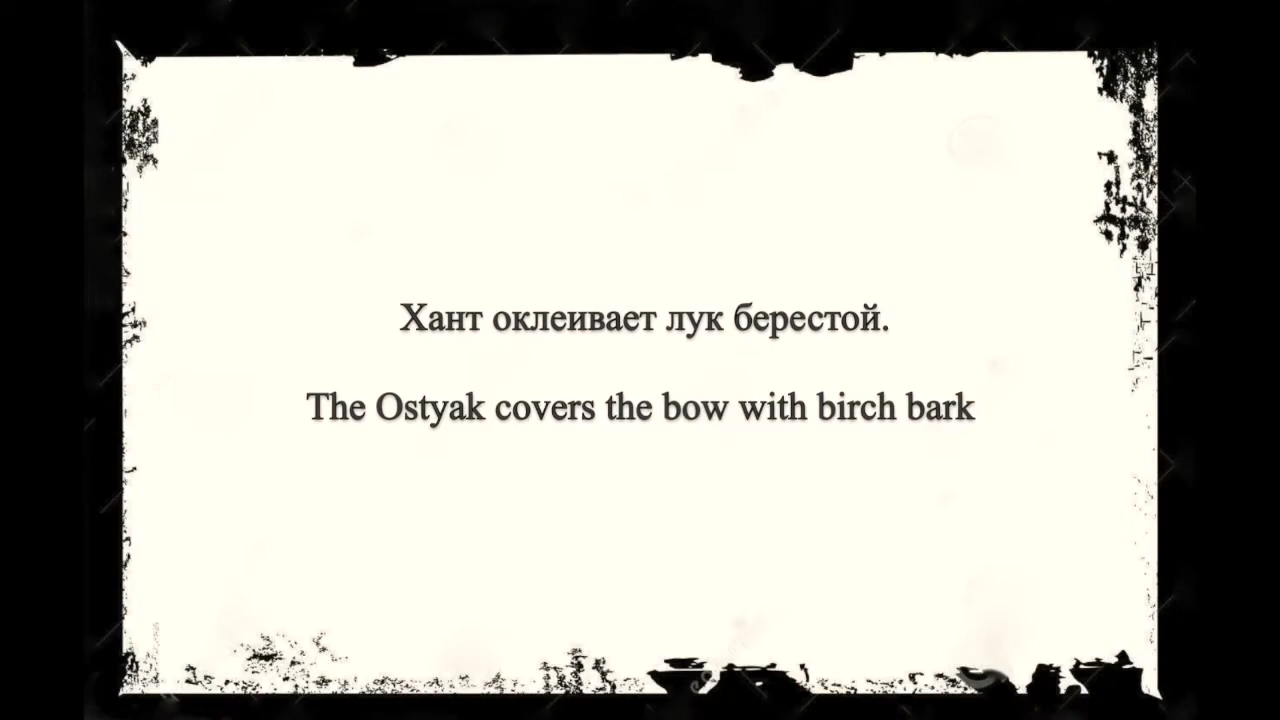 Хант оклеивает лук берестой.
The Ostyak covers the bow with birch bark